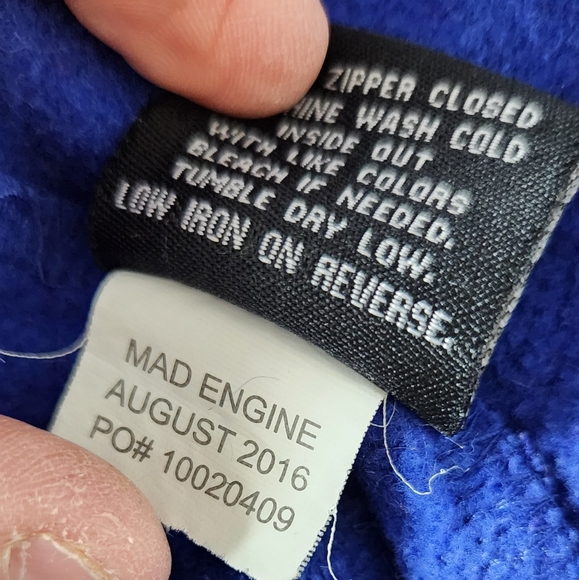 ZIPPER CLOSED
INE WASH COLD
INSIDE OUT
WITH LIKE COLORS
BLEACH IF NEEDED.
TUMBLE DRY LOW.
LOW IRON ON REVERSE.
MAD ENGINE
AUGUST 2016
PO# 10020409